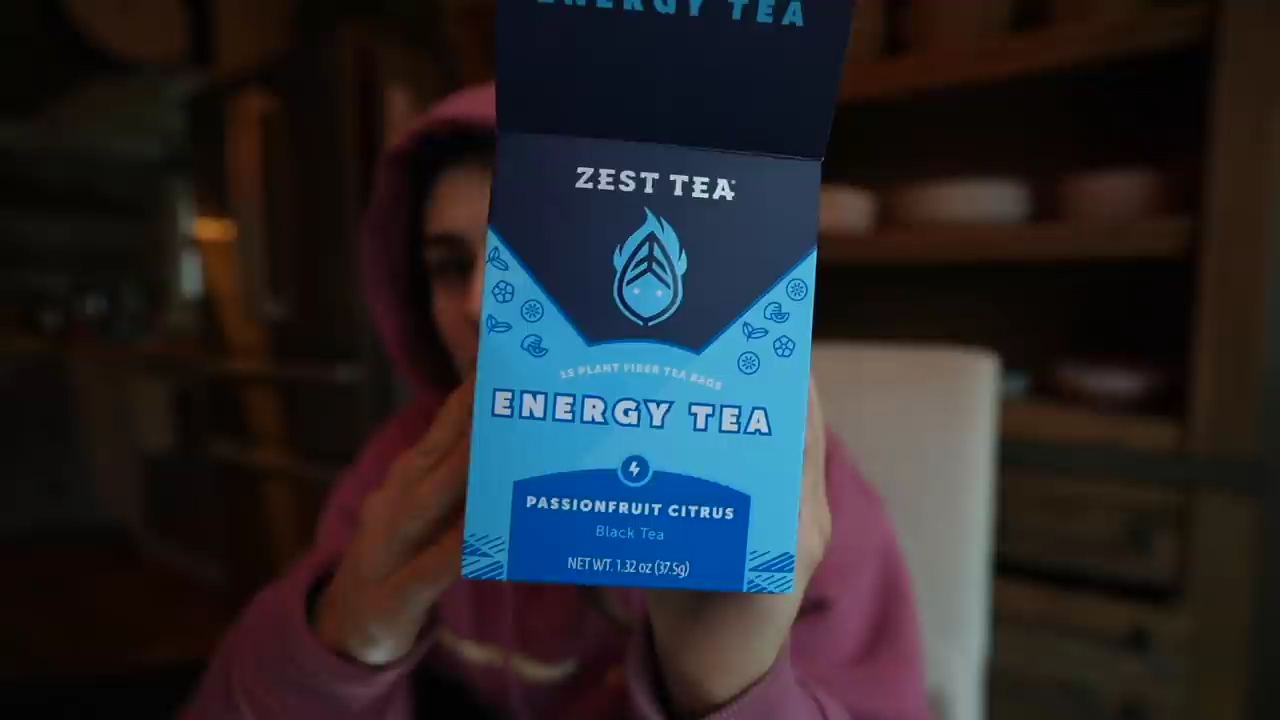 ENERGY TEA
ZEST TEA
15 PLANT FIBER TEA BAGS
ENERGY TEA
PASSIONFRUIT CITRUS
Black Tea
NET WT. 1.32 oz (37.5g)